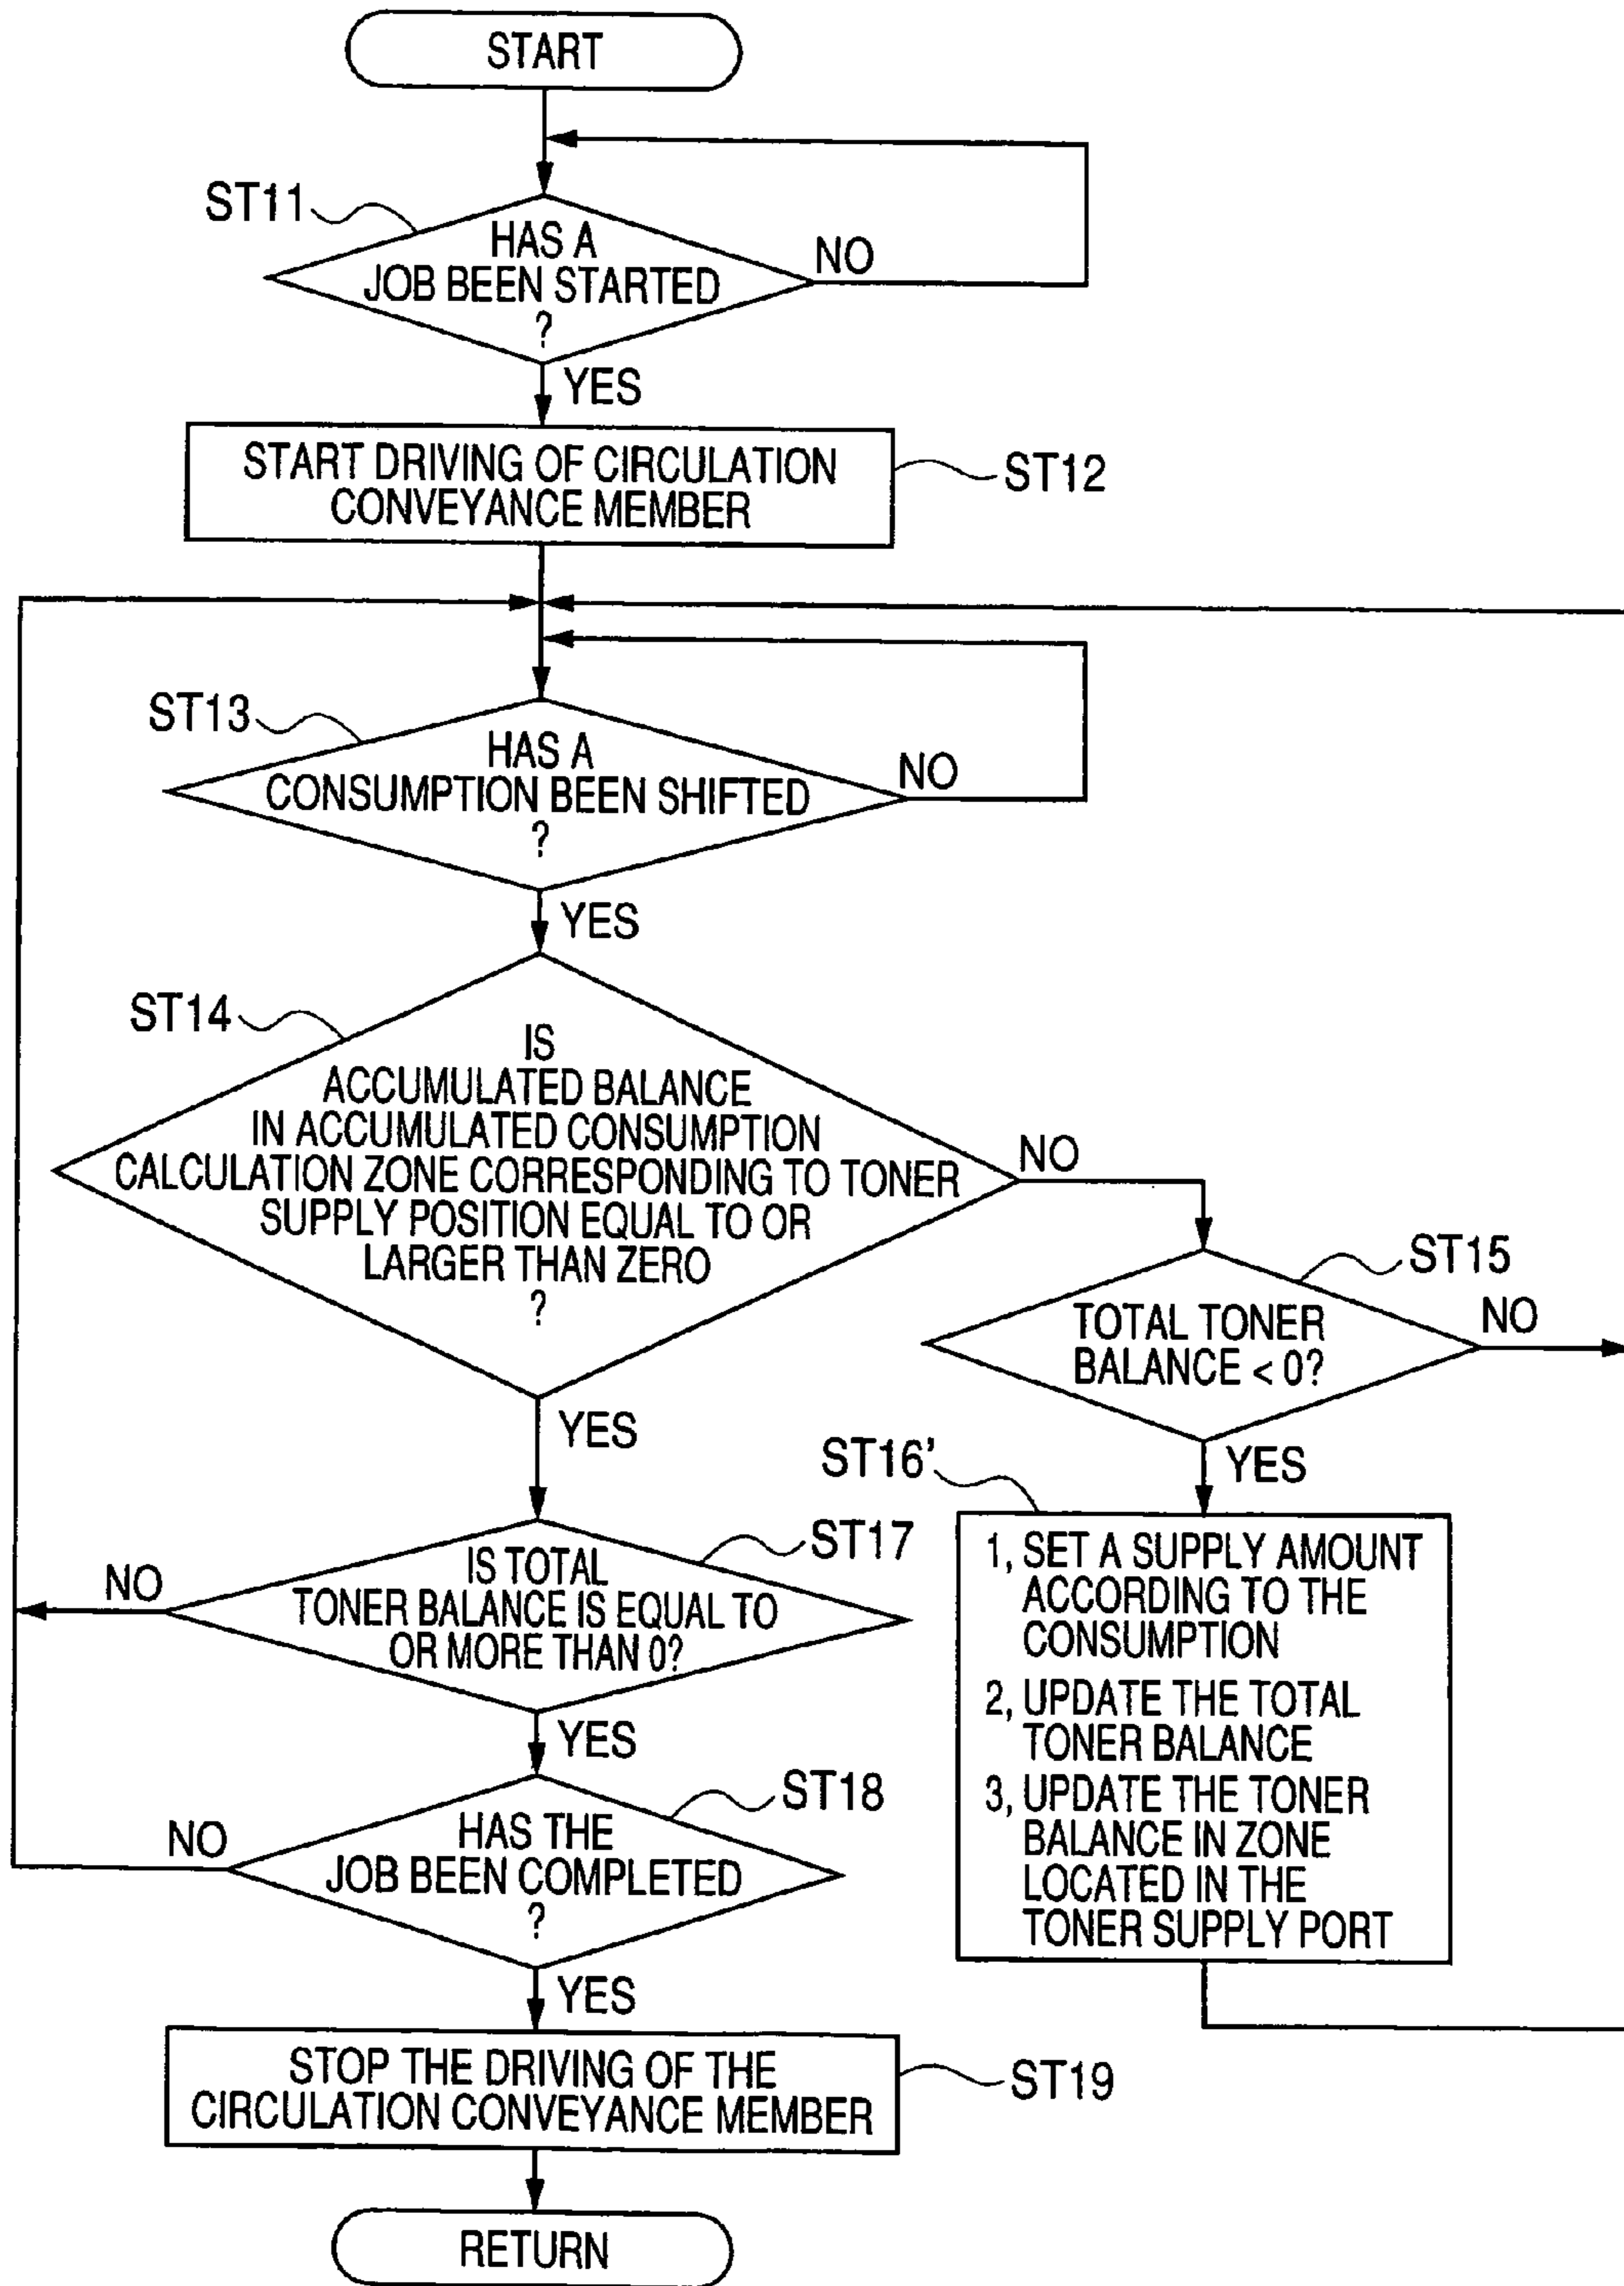 START
ST11
HAS A
JOB BEEN STARTED
?
NO
YES
START DRIVING OF CIRCULATION
CONVEYANCE MEMBER
ST12
ST13
HAS A
CONSUMPTION BEEN SHIFTED
?
NO
YES
ST14
IS
ACCUMULATED BALANCE
IN ACCUMULATED CONSUMPTION
CALCULATION ZONE CORRESPONDING TO TONER
SUPPLY POSITION EQUAL TO OR
LARGER THAN ZERO
?
NO
YES
ST15
TOTAL TONER
BALANCE < 0?
NO
YES
ST16'
1, SET A SUPPLY AMOUNT
ACCORDING TO THE
CONSUMPTION
2, UPDATE THE TOTAL
TONER BALANCE
3, UPDATE THE TONER
BALANCE IN ZONE
LOCATED IN THE
TONER SUPPLY PORT
ST17
IS TOTAL
TONER BALANCE IS EQUAL TO
OR MORE THAN 0?
NO
YES
ST18
HAS THE
JOB BEEN COMPLETED
?
NO
YES
STOP THE DRIVING OF THE
CIRCULATION CONVEYANCE MEMBER
ST19
RETURN